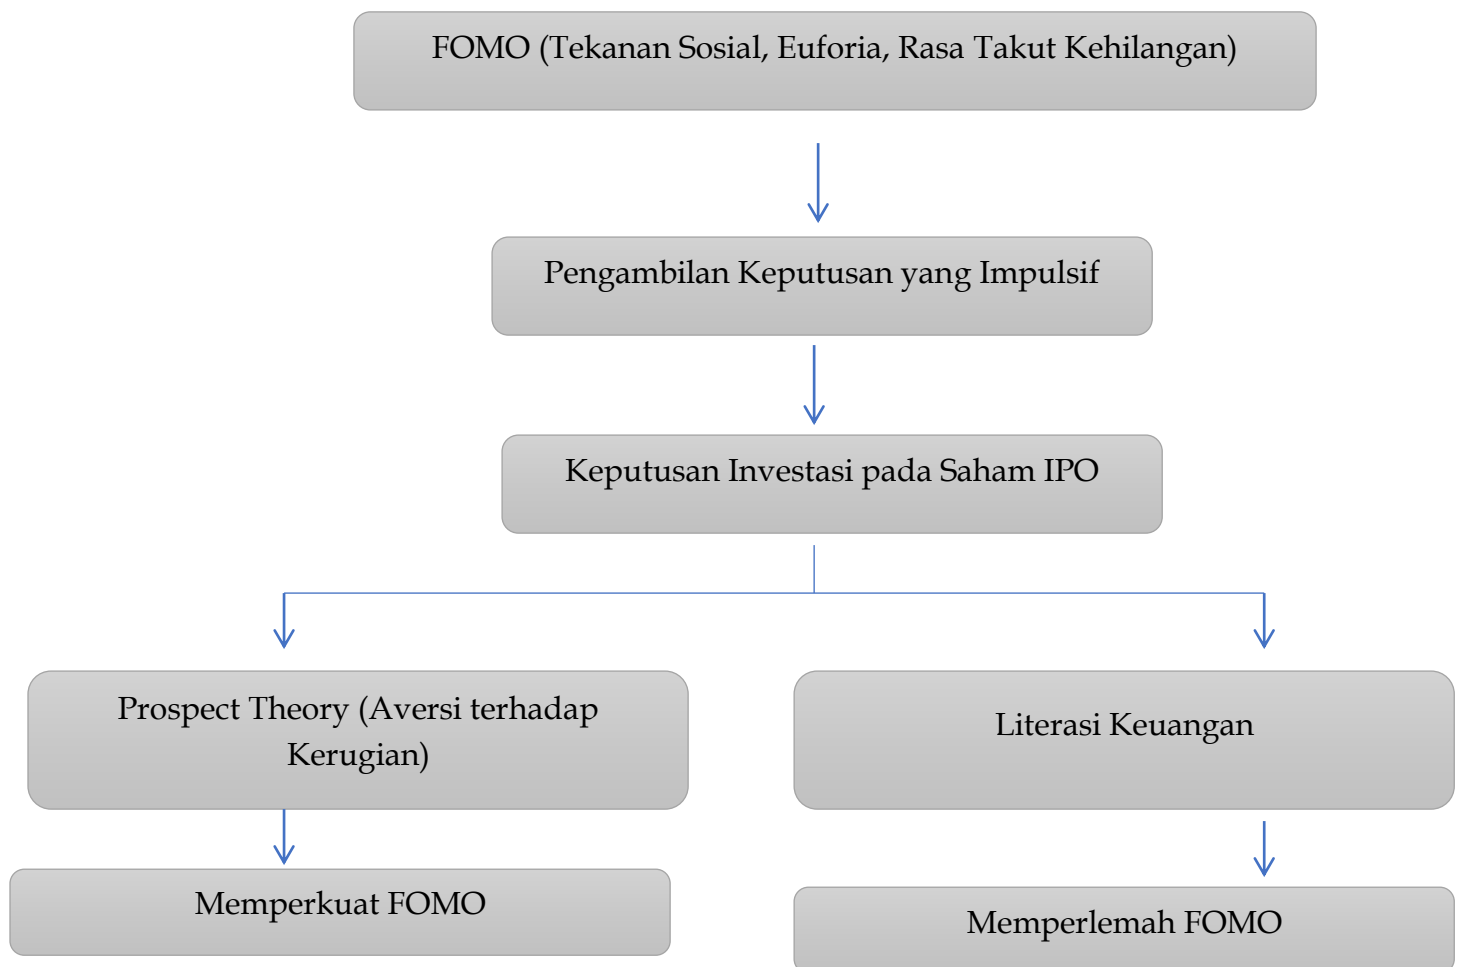 FOMO (Tekanan Sosial, Euforia, Rasa Takut Kehilangan)
Pengambilan Keputusan yang Impulsif
Keputusan Investasi pada Saham IPO
Prospect Theory (Aversi terhadap
Kerugian)
Literasi Keuangan
Memperkuat FOMO
Memperlemah FOMO